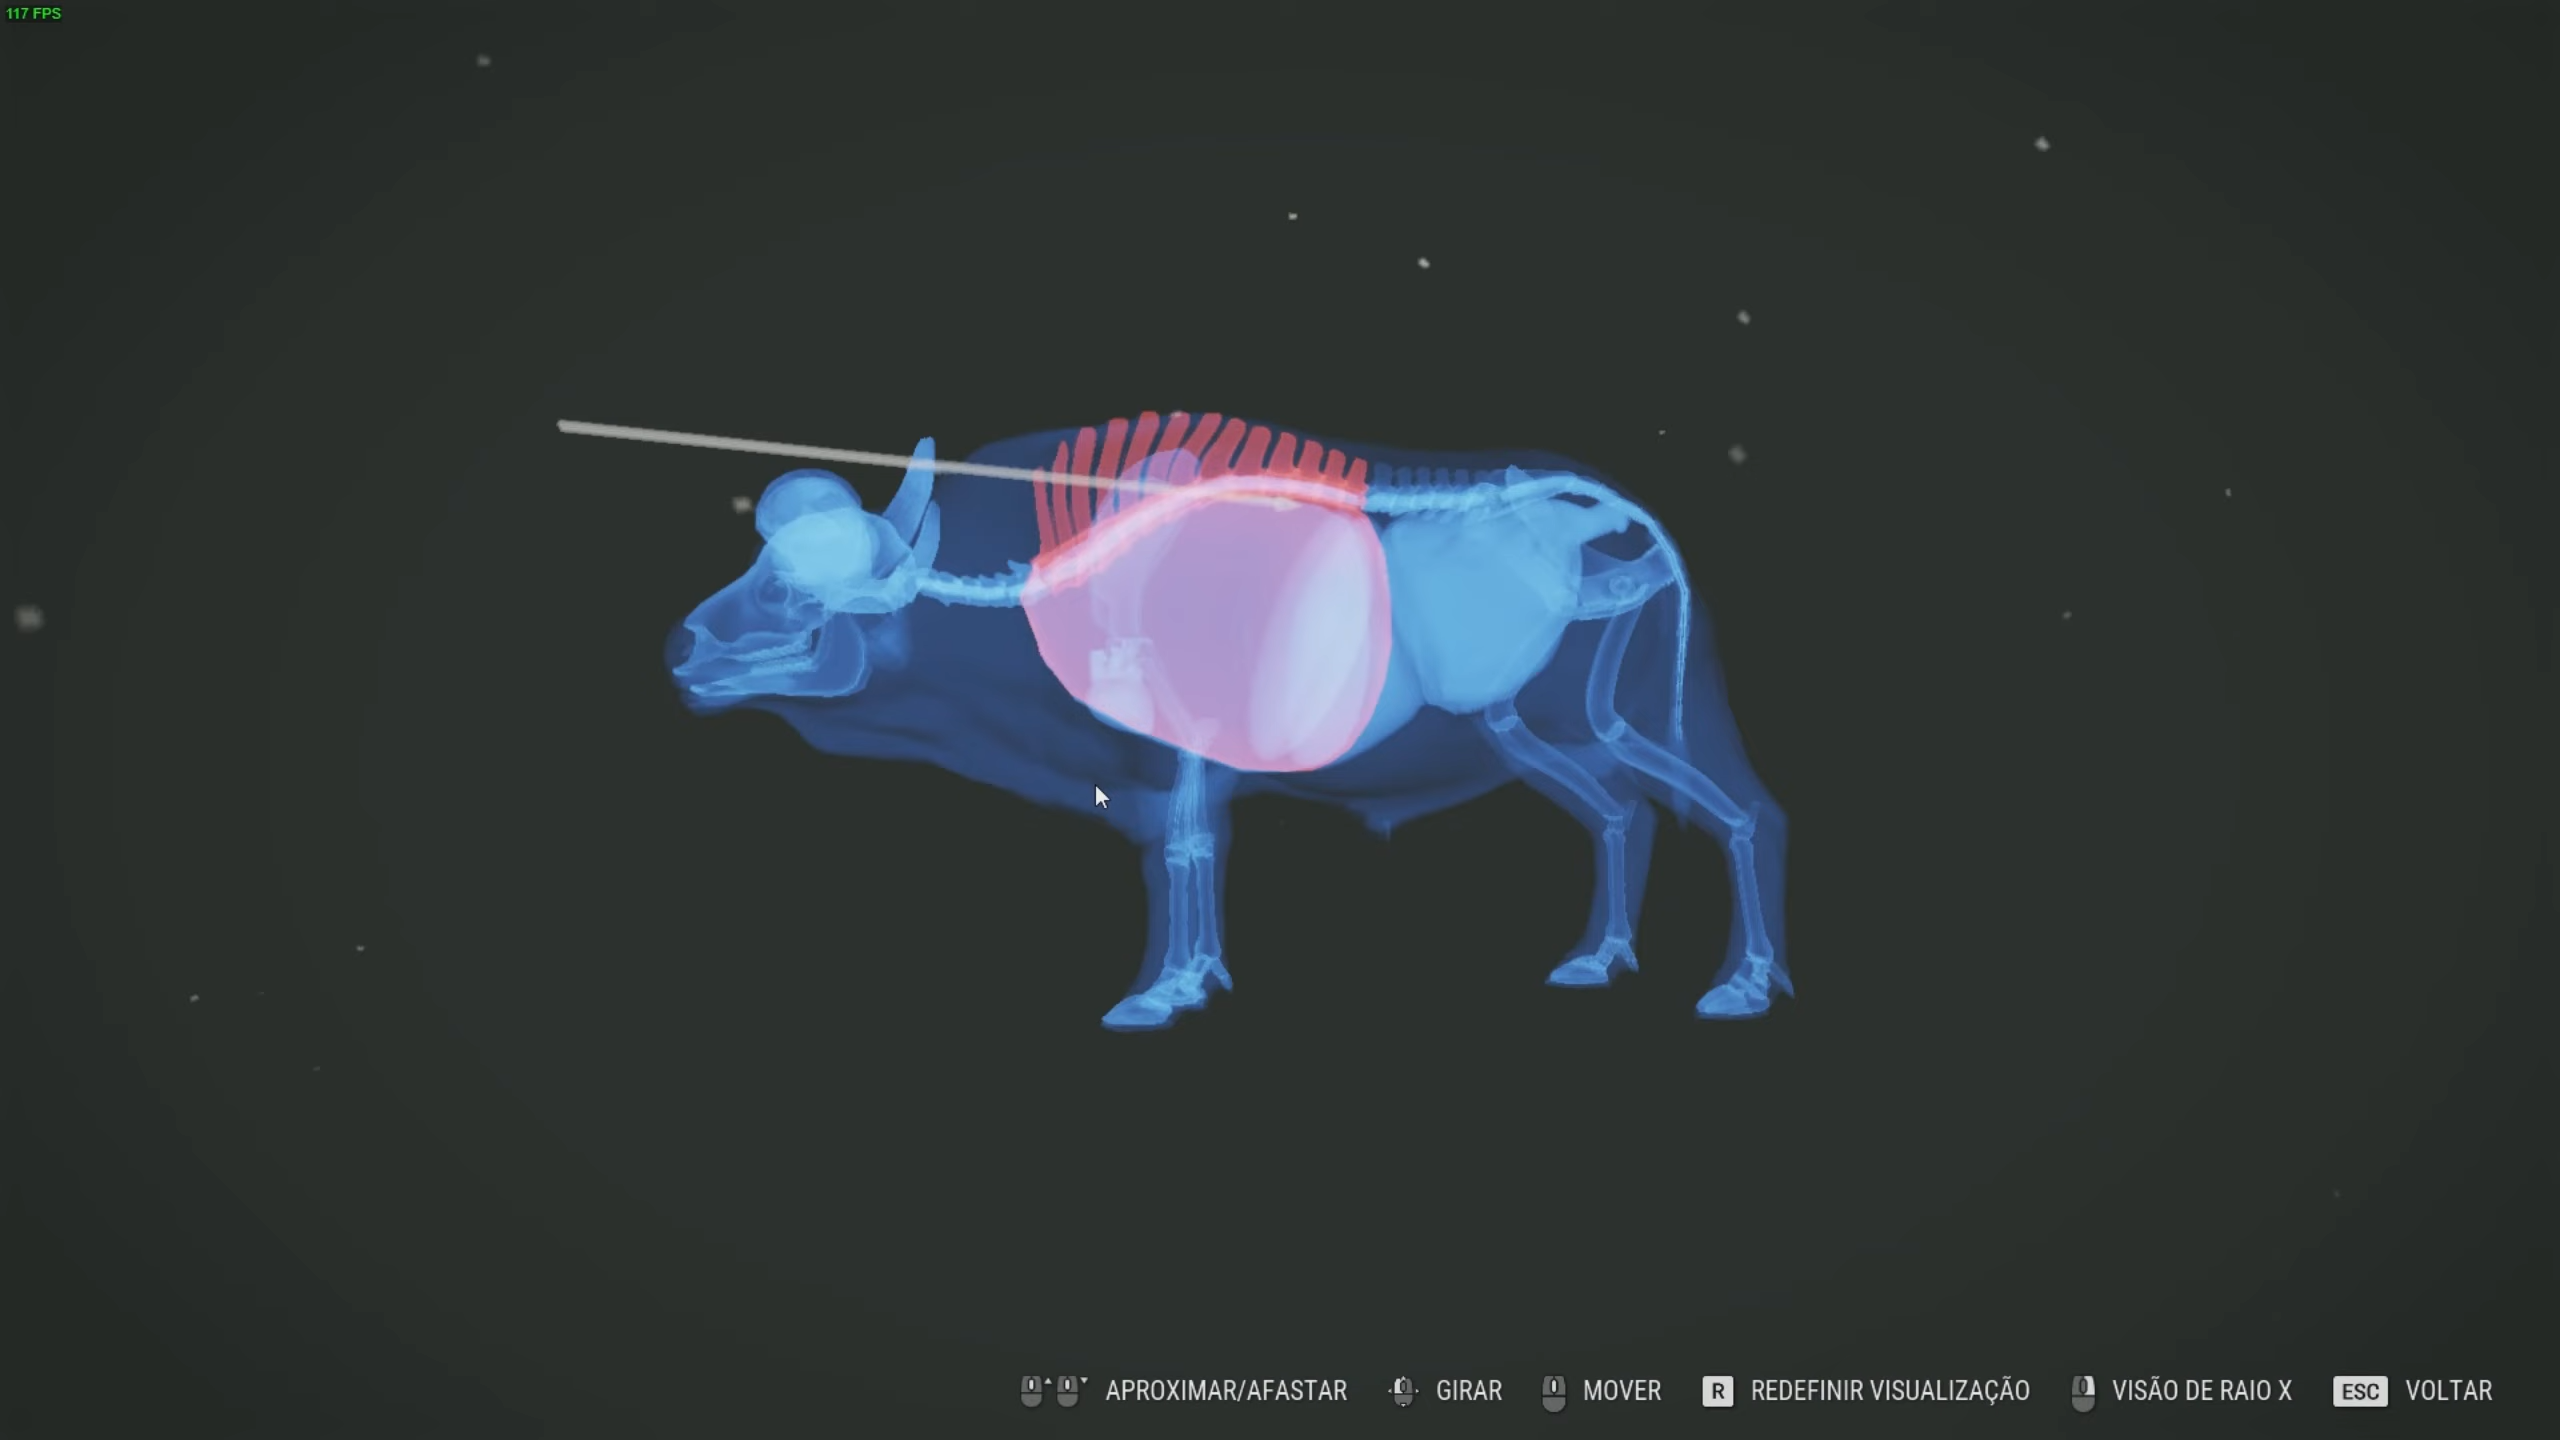 117 FPS
APROXIMAR/AFASTAR GIRAR MOVER R REDEFINIR VISUALIZAÇÃO VISÃO DE RAIO X ESC VOLTAR